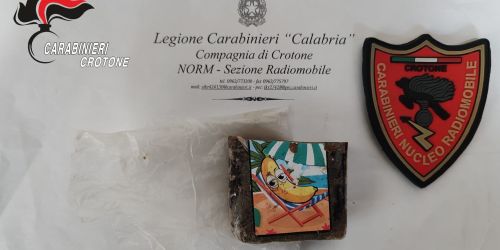 CARABINIERI
CROTONE
Legione Carabinieri “Calabria”
Compagnia di Crotone
NORM - Sezione Radiomobile
CROTONE
CARABINIERI NUCLEO RADIOMOBILE